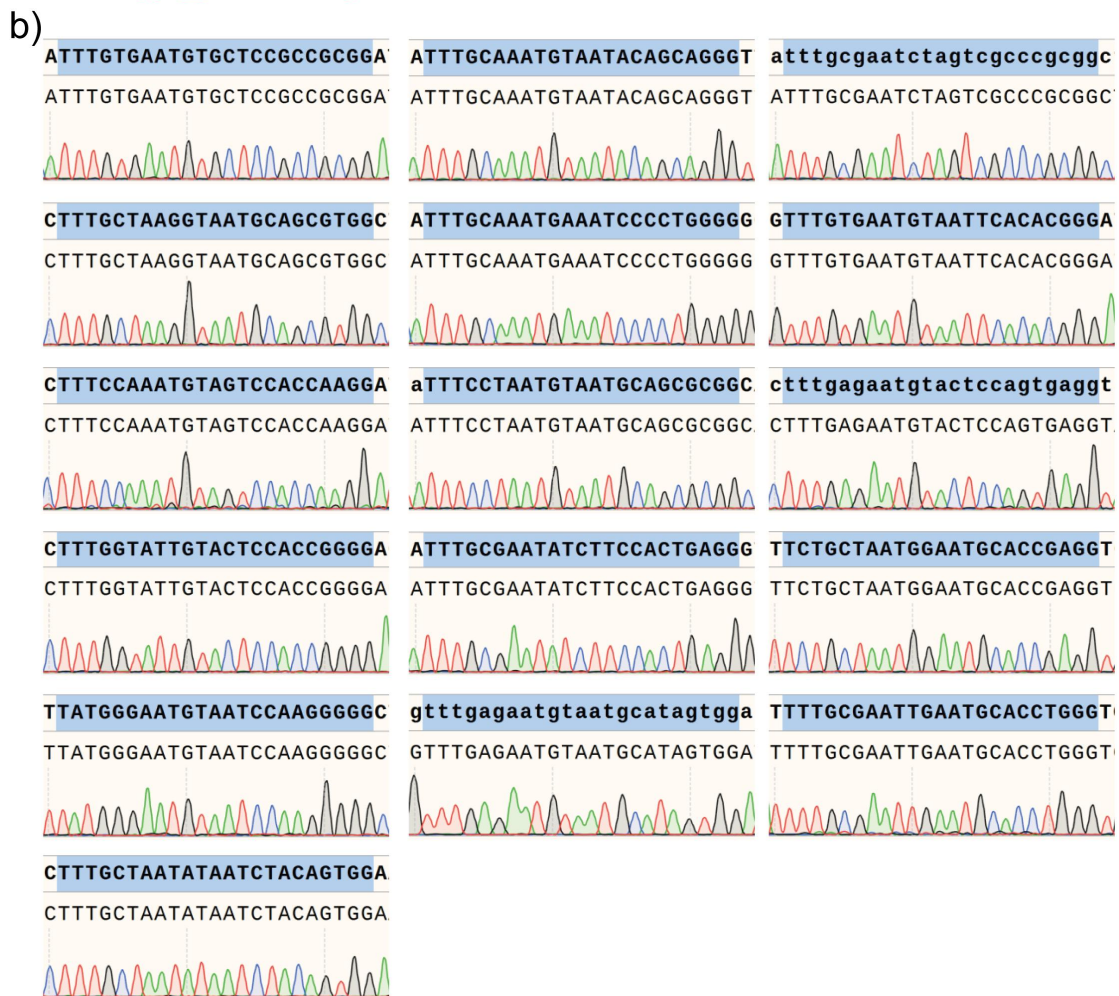 b)
ATTTGTGAATGTGCTCCGCCGCGGA
ATTTGTGAATGTGCTCCGCCGCGGA
ATTTGCAAATGTAATACAGCAGGGT
ATTTGCAAATGTAATACAGCAGGGT
atttgcgaatctagtcgcccgcggc
ATTTGCGAATCTAGTCGCCCGCGGC
CTTTGCTAAGGTAATGCAGCGTGGC
CTTTGCTAAGGTAATGCAGCGTGGC
ATTTGCAAATGAAATCCCCTGGGGG
ATTTGCAAATGAAATCCCCTGGGGG
GTTTGTGAATGTAATTCACACGGGA
GTTTGTGAATGTAATTCACACGGGA
CTTTCCAAATGTAGTCCACCAAGGA
CTTTCCAAATGTAGTCCACCAAGGA
aTTTCCTAATGTAATGCAGCGCGGC
ATTTCCTAATGTAATGCAGCGCGGC
ctttgagaatgtactccagtgaggt
CTTTGAGAATGTACTCCAGTGAGGT
CTTTGGTATTGTACTCCACCGGGGA
CTTTGGTATTGTACTCCACCGGGGA
ATTTGCGAATATCTTCCACTGAGGG
ATTTGCGAATATCTTCCACTGAGGG
TTCTGCTAATGGAATGCACCGAGGT
TTCTGCTAATGGAATGCACCGAGGT
TTATGGGAATGTAATCCAAGGGGGC
TTATGGGAATGTAATCCAAGGGGGC
gtttgagaatgtaatgcatagtgga
GTTTGAGAATGTAATGCATAGTGGA
TTTTGCGAATTGAATGCACCTGGGT
TTTTGCGAATTGAATGCACCTGGGT
CTTTGCTAATATAATCTACAGTGGA
CTTTGCTAATATAATCTACAGTGGA